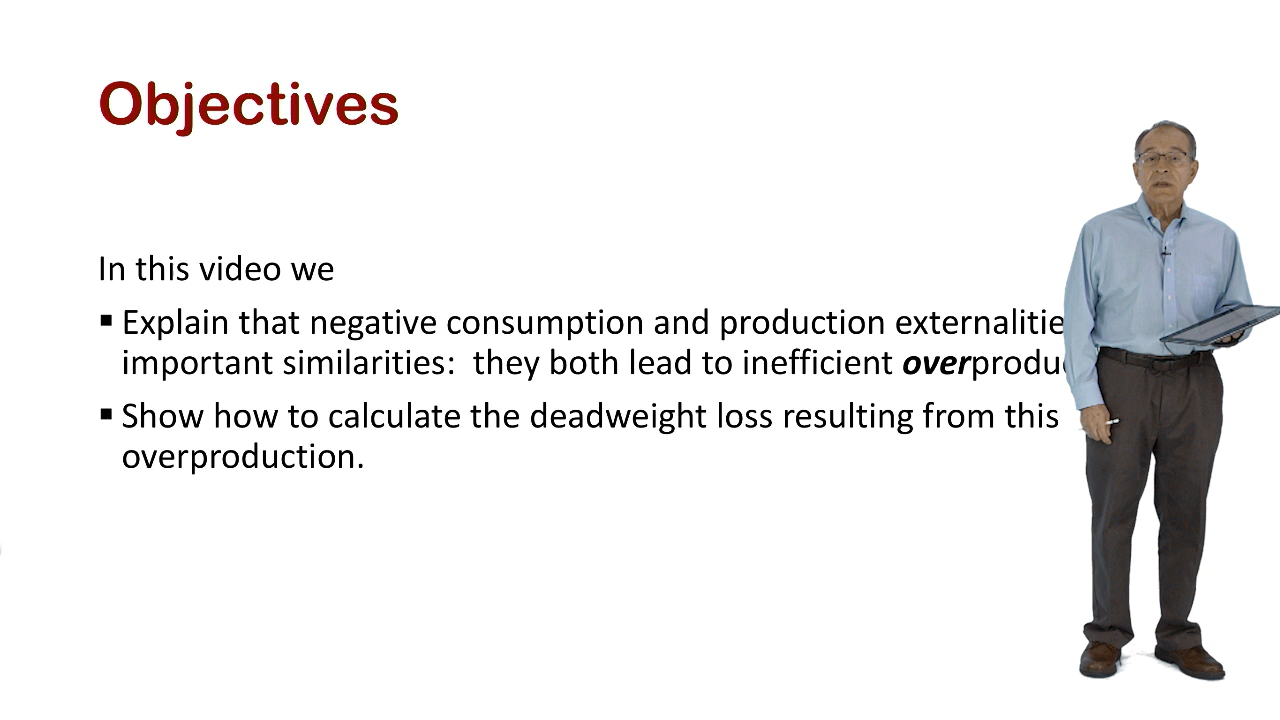 Objectives
In this video we
▪ Explain that negative consumption and production externalitie
important similarities: they both lead to inefficient overproduc
▪ Show how to calculate the deadweight loss resulting from this
overproduction.